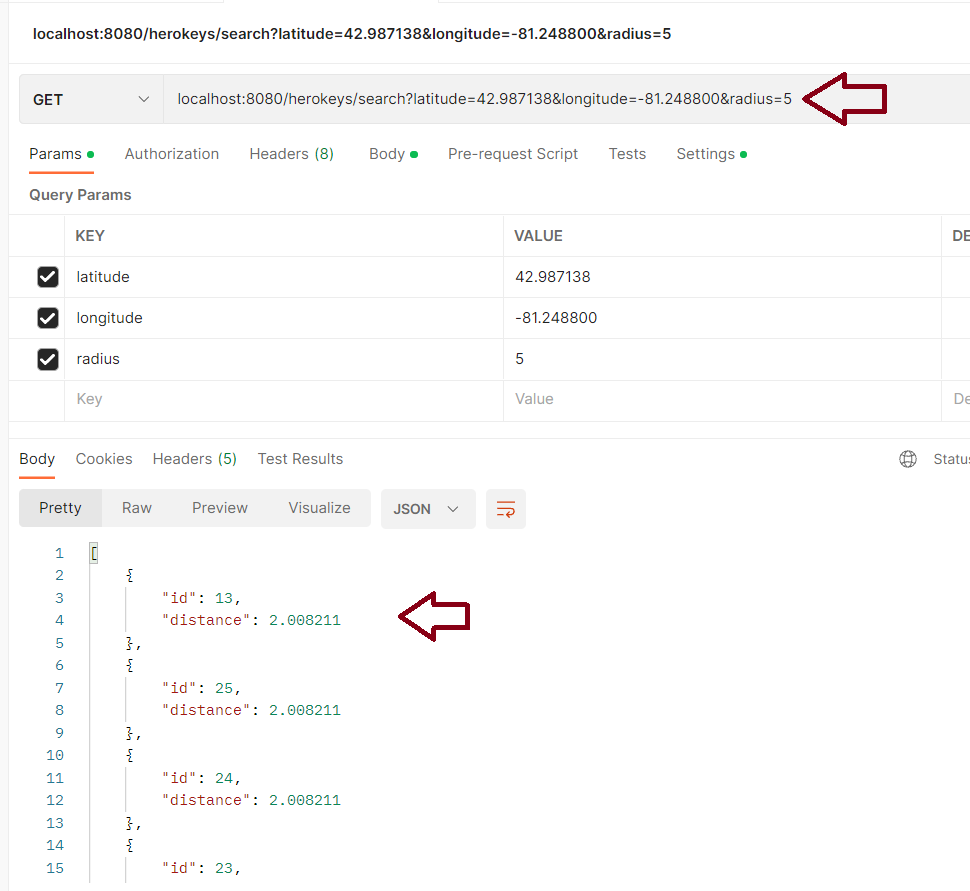 localhost:8080/herokeys/search?latitude=42.987138&longitude=-81.248800&radius=5
GET localhost:8080/herokeys/search?latitude=42.987138&longitude=-81.248800&radius=5
Params Authorization Headers (8) Body Pre-request Script Tests Settings
Query Params
KEY VALUE DE
latitude 42.987138
longitude -81.248800
radius 5
Key Value De
Body Cookies Headers (5) Test Results Statu
Pretty Raw Preview Visualize JSON
1 [
2 {
3 "id": 13,
4 "distance": 2.008211
5 },
6 {
7 "id": 25,
8 "distance": 2.008211
9 },
10 {
11 "id": 24,
12 "distance": 2.008211
13 },
14 {
15 "id": 23,